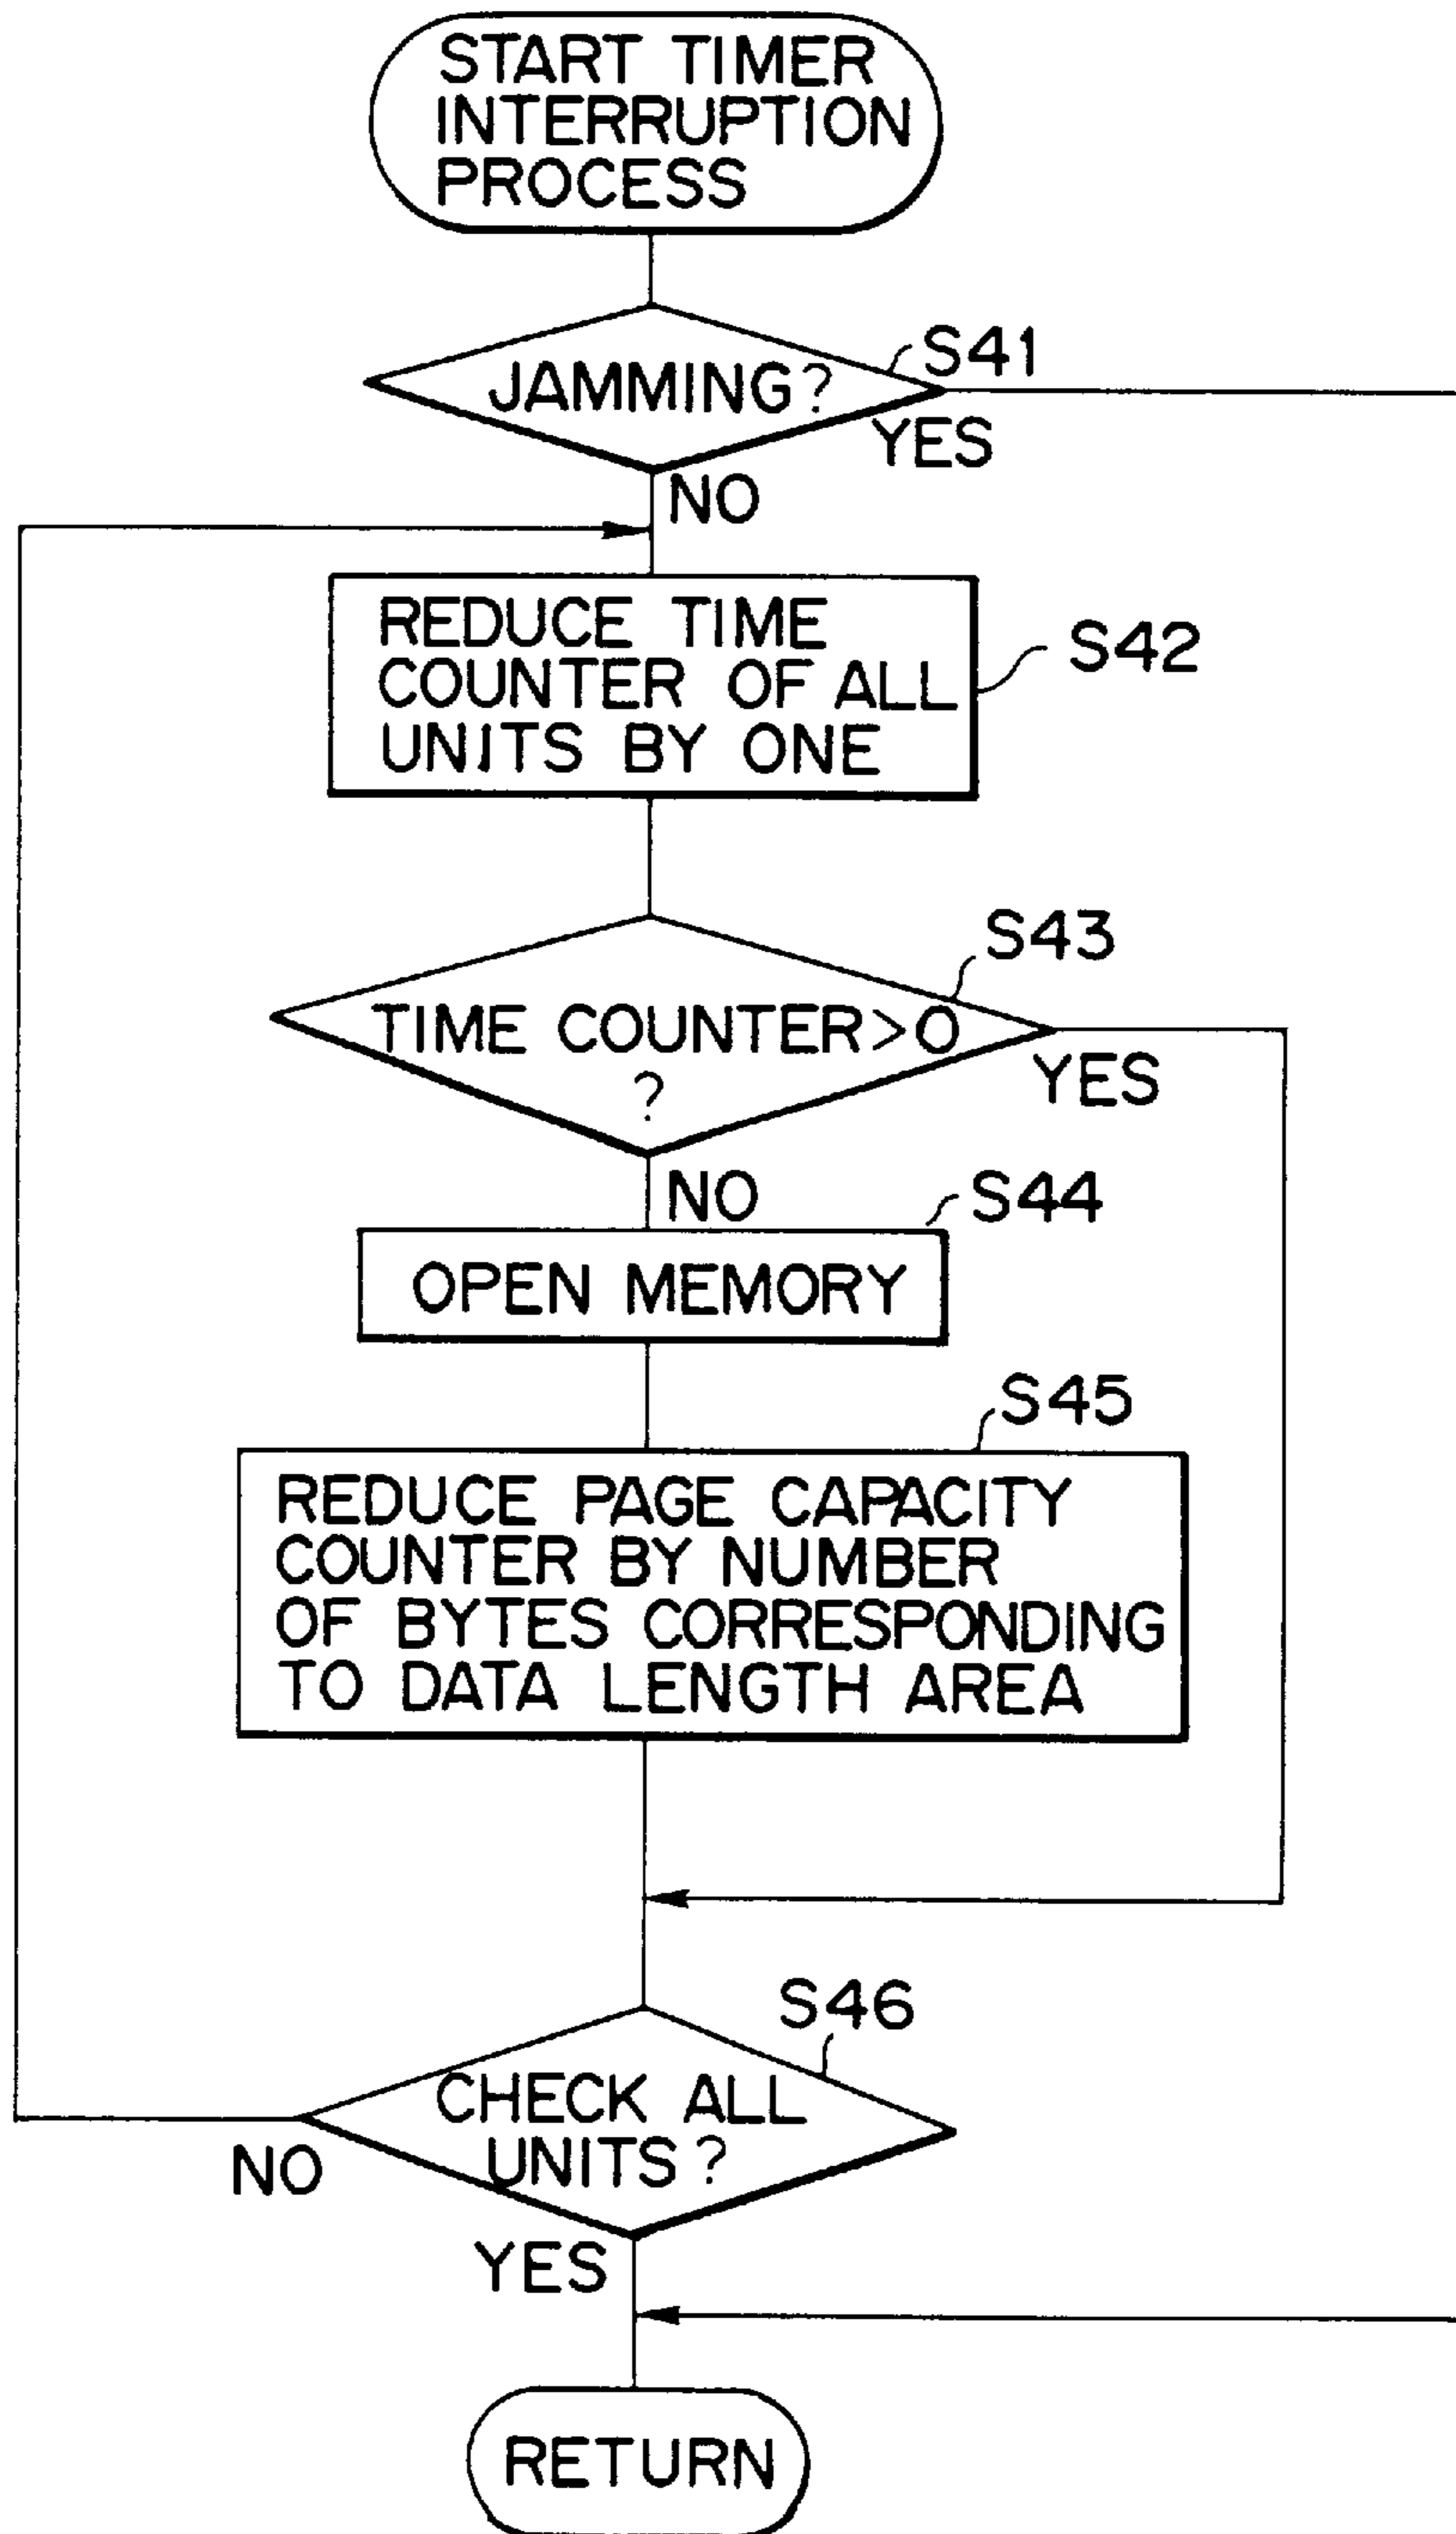 START TIMER
INTERRUPTION
PROCESS
S41
JAMMING?
YES
NO
REDUCE TIME
COUNTER OF ALL
UNITS BY ONE
S42
S43
TIME COUNTER>0
?
YES
NO
S44
OPEN MEMORY
S45
REDUCE PAGE CAPACITY
COUNTER BY NUMBER
OF BYTES CORRESPONDING
TO DATA LENGTH AREA
S46
CHECK ALL
UNITS?
NO
YES
RETURN